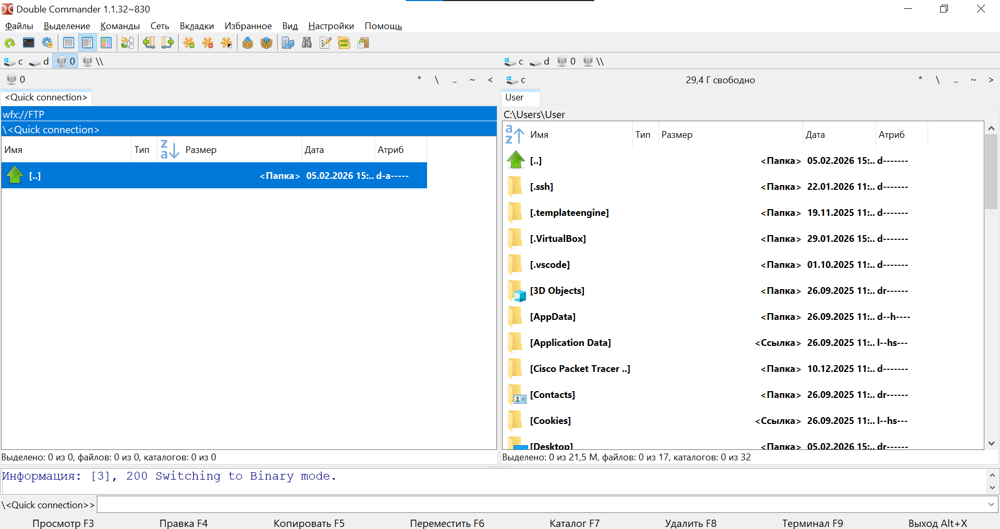 Double Commander 1.1.32~830
Файлы Выделение Команды Сеть Вкладки Избранное Вид Настройки Помощь
c d 0 \\
c d 0 \\
0 * \ .. ~ <
c 29,4 Г свободно * \ .. ~ >
<Quick connection>
User
wfx://FTP
\<Quick connection>
Имя Тип Размер Дата Атриб
[..] <Папка> 05.02.2026 15:.. d-a-----
Выделено: 0 из 0, файлов: 0 из 0, каталогов: 0 из 0
C:\Users\User
Имя Тип Размер Дата Атриб
[..] <Папка> 05.02.2026 15:.. d-------
[.ssh] <Папка> 22.01.2026 11:.. d-------
[.templateengine] <Папка> 19.11.2025 11:.. d-------
[.VirtualBox] <Папка> 29.01.2026 15:.. d-------
[.vscode] <Папка> 01.10.2025 11:.. d-------
[3D Objects] <Папка> 26.09.2025 11:.. dr------
[AppData] <Папка> 26.09.2025 11:.. d--h----
[Application Data] <Ссылка> 26.09.2025 11:.. l--hs---
[Cisco Packet Tracer ..] <Папка> 10.12.2025 11:.. d-------
[Contacts] <Папка> 26.09.2025 11:.. dr------
[Cookies] <Ссылка> 26.09.2025 11:.. l--hs---
[Desktop] <Папка> 05.02.2026 15:.. dr------
Выделено: 0 из 21,5 М, файлов: 0 из 17, каталогов: 0 из 32
Информация: [3], 200 Switching to Binary mode.
\<Quick connection>>
Просмотр F3 Правка F4 Копировать F5 Переместить F6 Каталог F7 Удалить F8 Терминал F9 Выход Alt+X